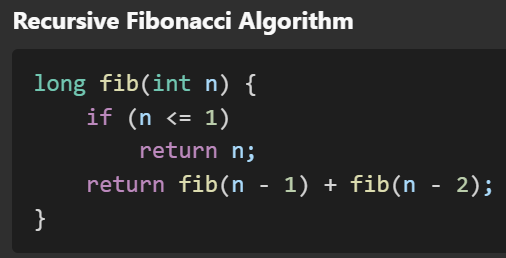 Recursive Fibonacci Algorithm
long fib(int n) {
    if (n <= 1)
        return n;
    return fib(n - 1) + fib(n - 2);
}